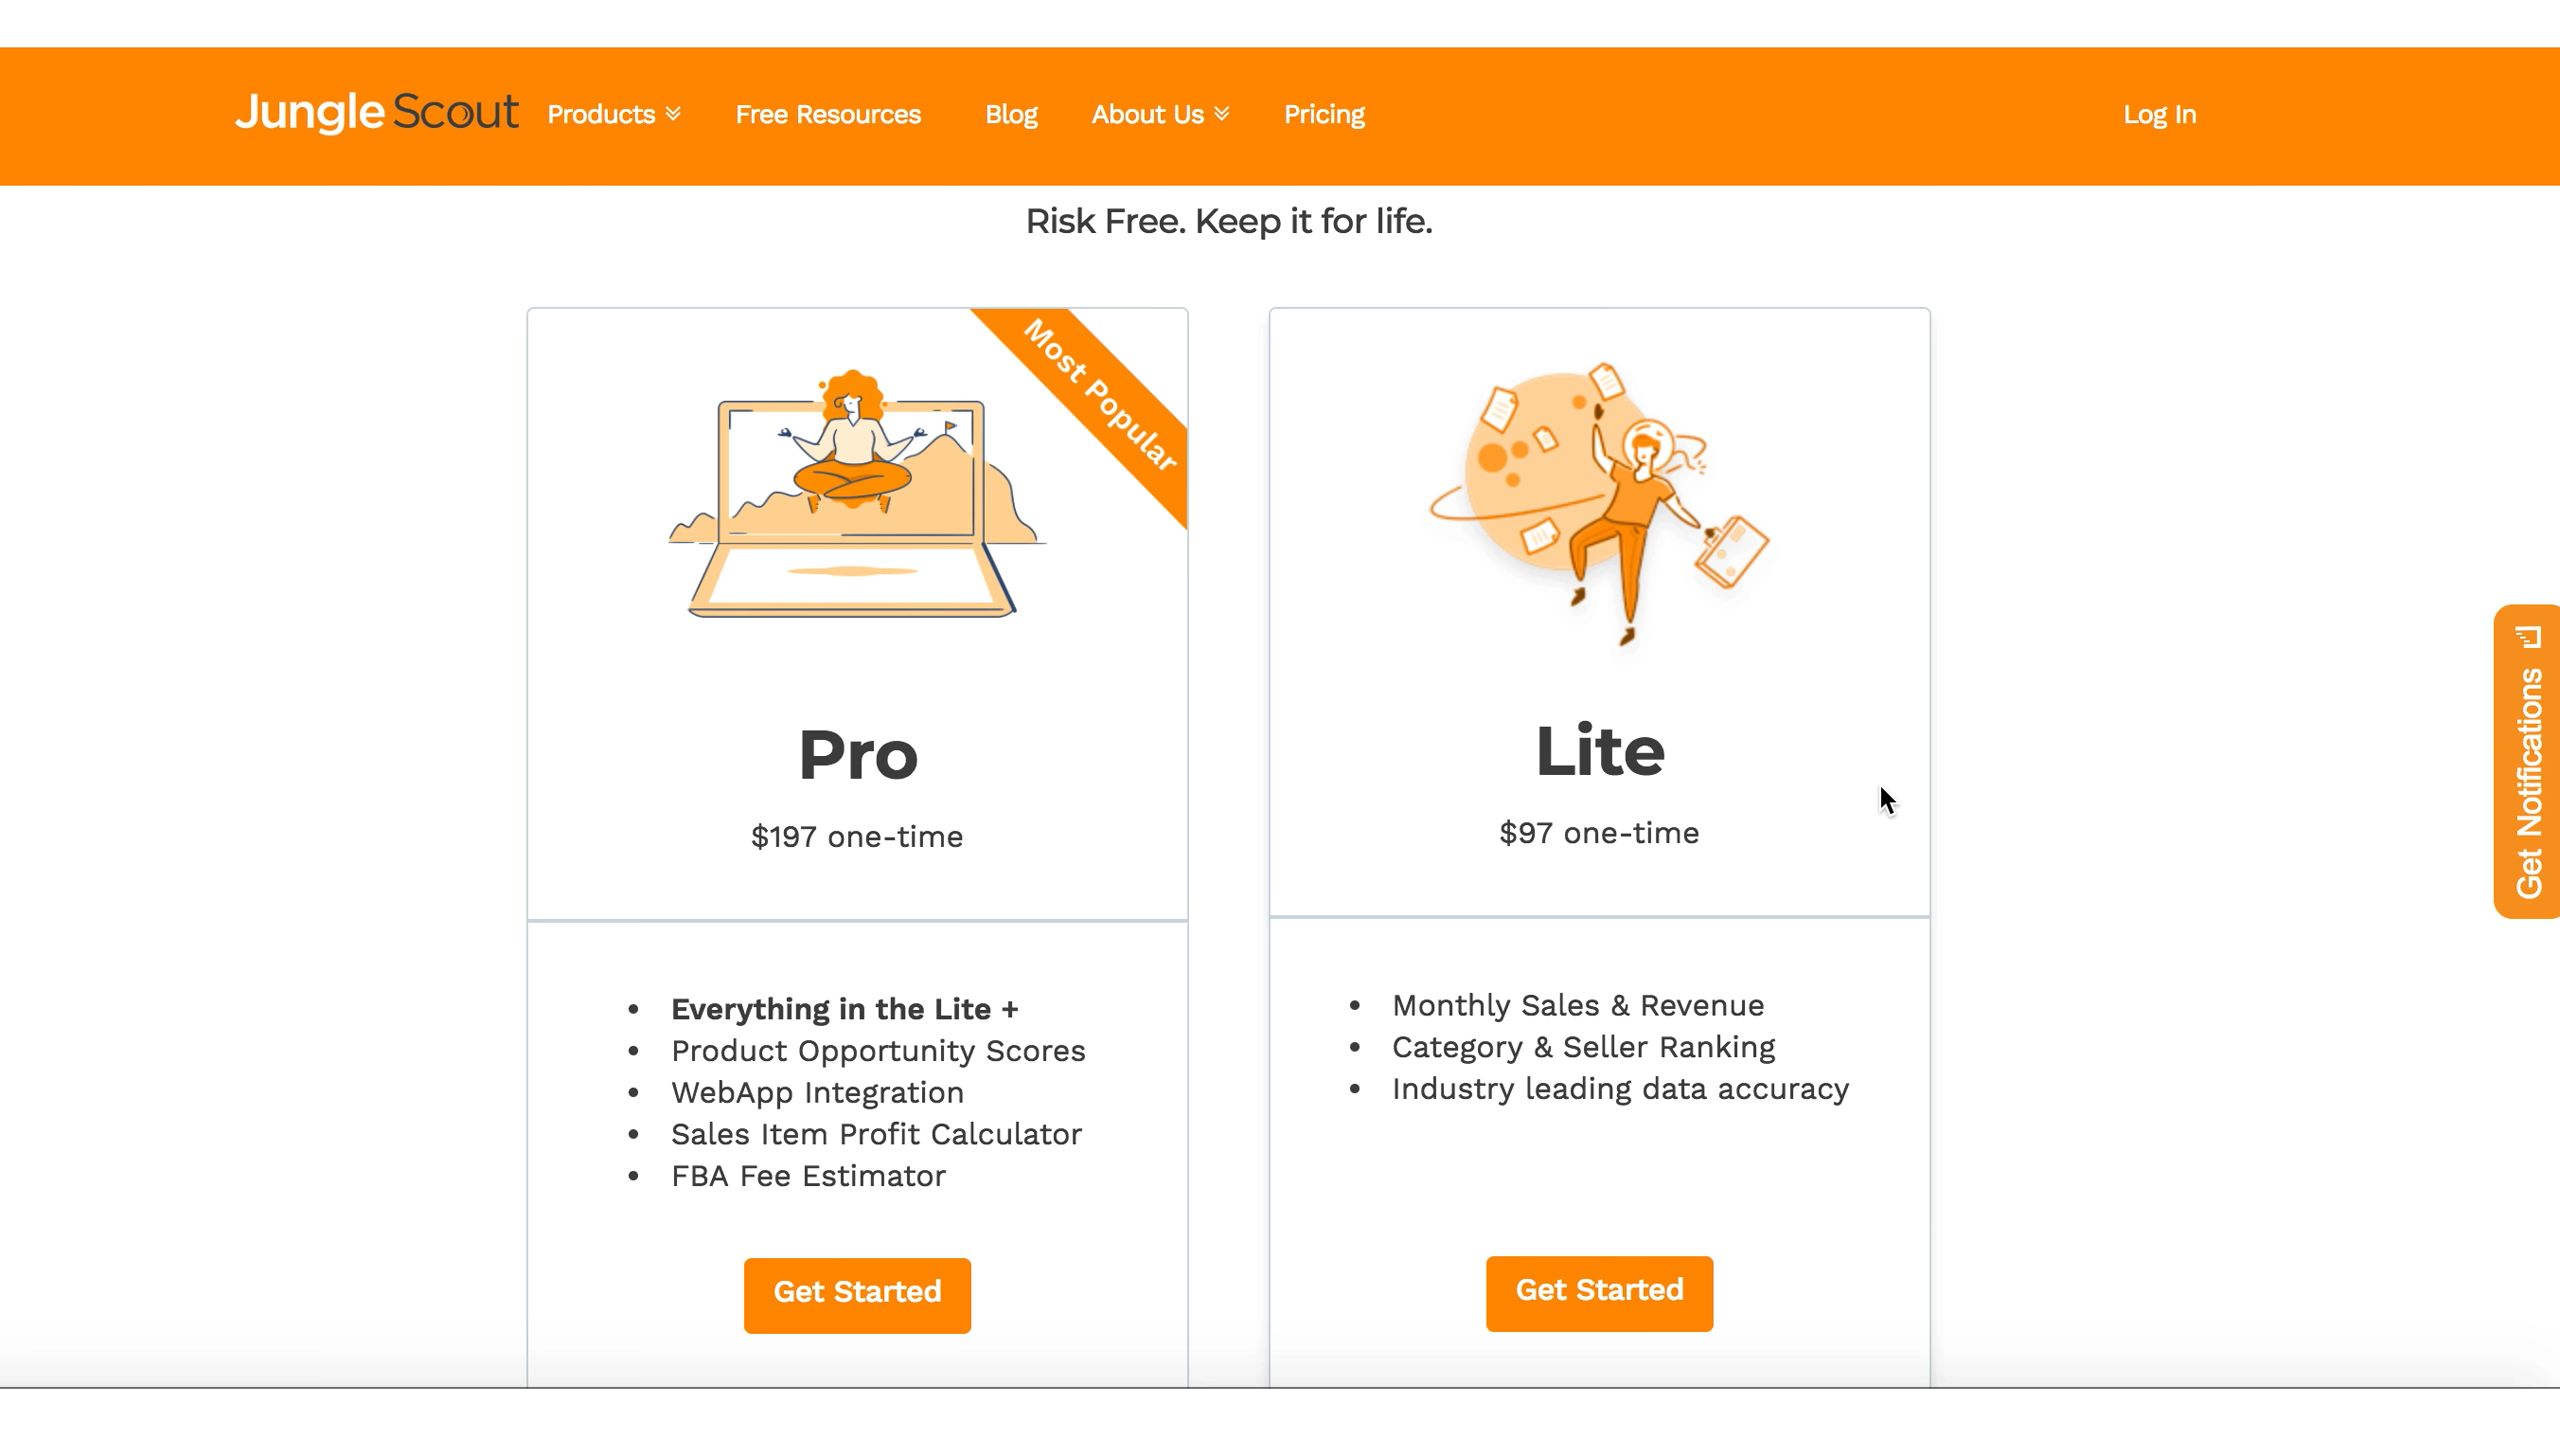 Jungle Scout Products Free Resources Blog About Us Pricing Log In
Risk Free. Keep it for life.
Most Popular
Pro
$197 one-time
Everything in the Lite +
Product Opportunity Scores
WebApp Integration
Sales Item Profit Calculator
FBA Fee Estimator
Get Started
Lite
$97 one-time
Monthly Sales & Revenue
Category & Seller Ranking
Industry leading data accuracy
Get Started
Get Notifications